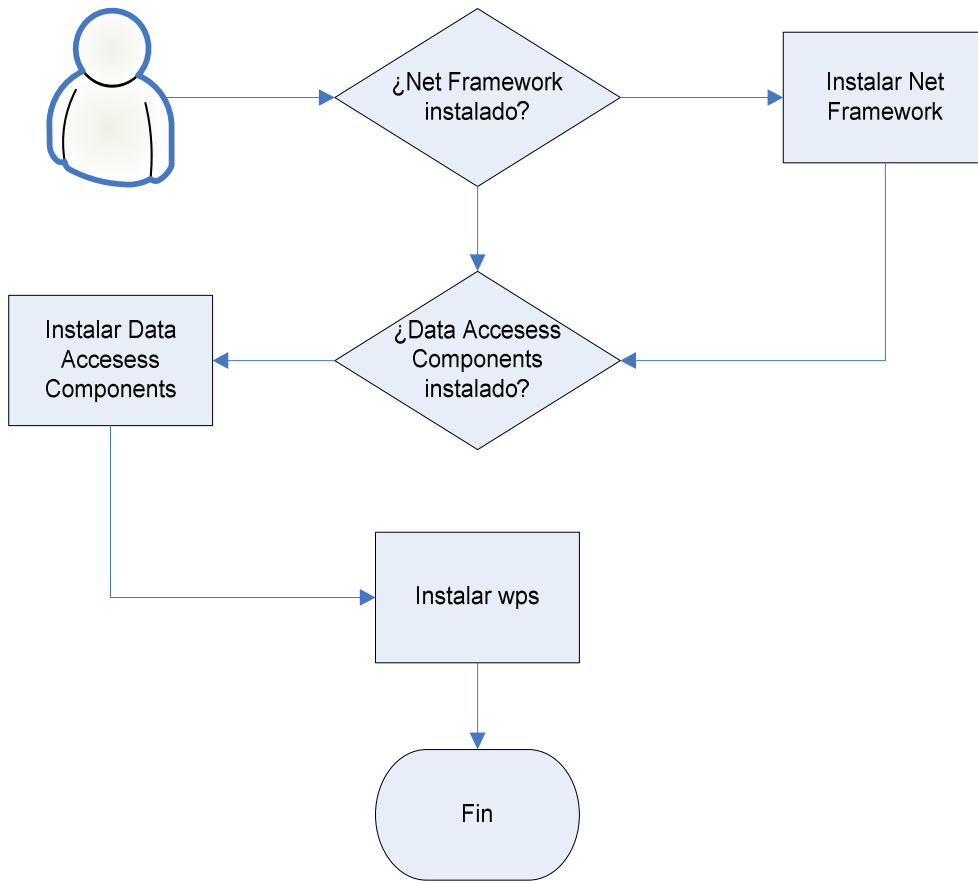 ¿Net Framework
instalado?
Instalar Net
Framework
¿Data Accesess
Components
instalado?
Instalar Data
Accesess
Components
Instalar wps
Fin